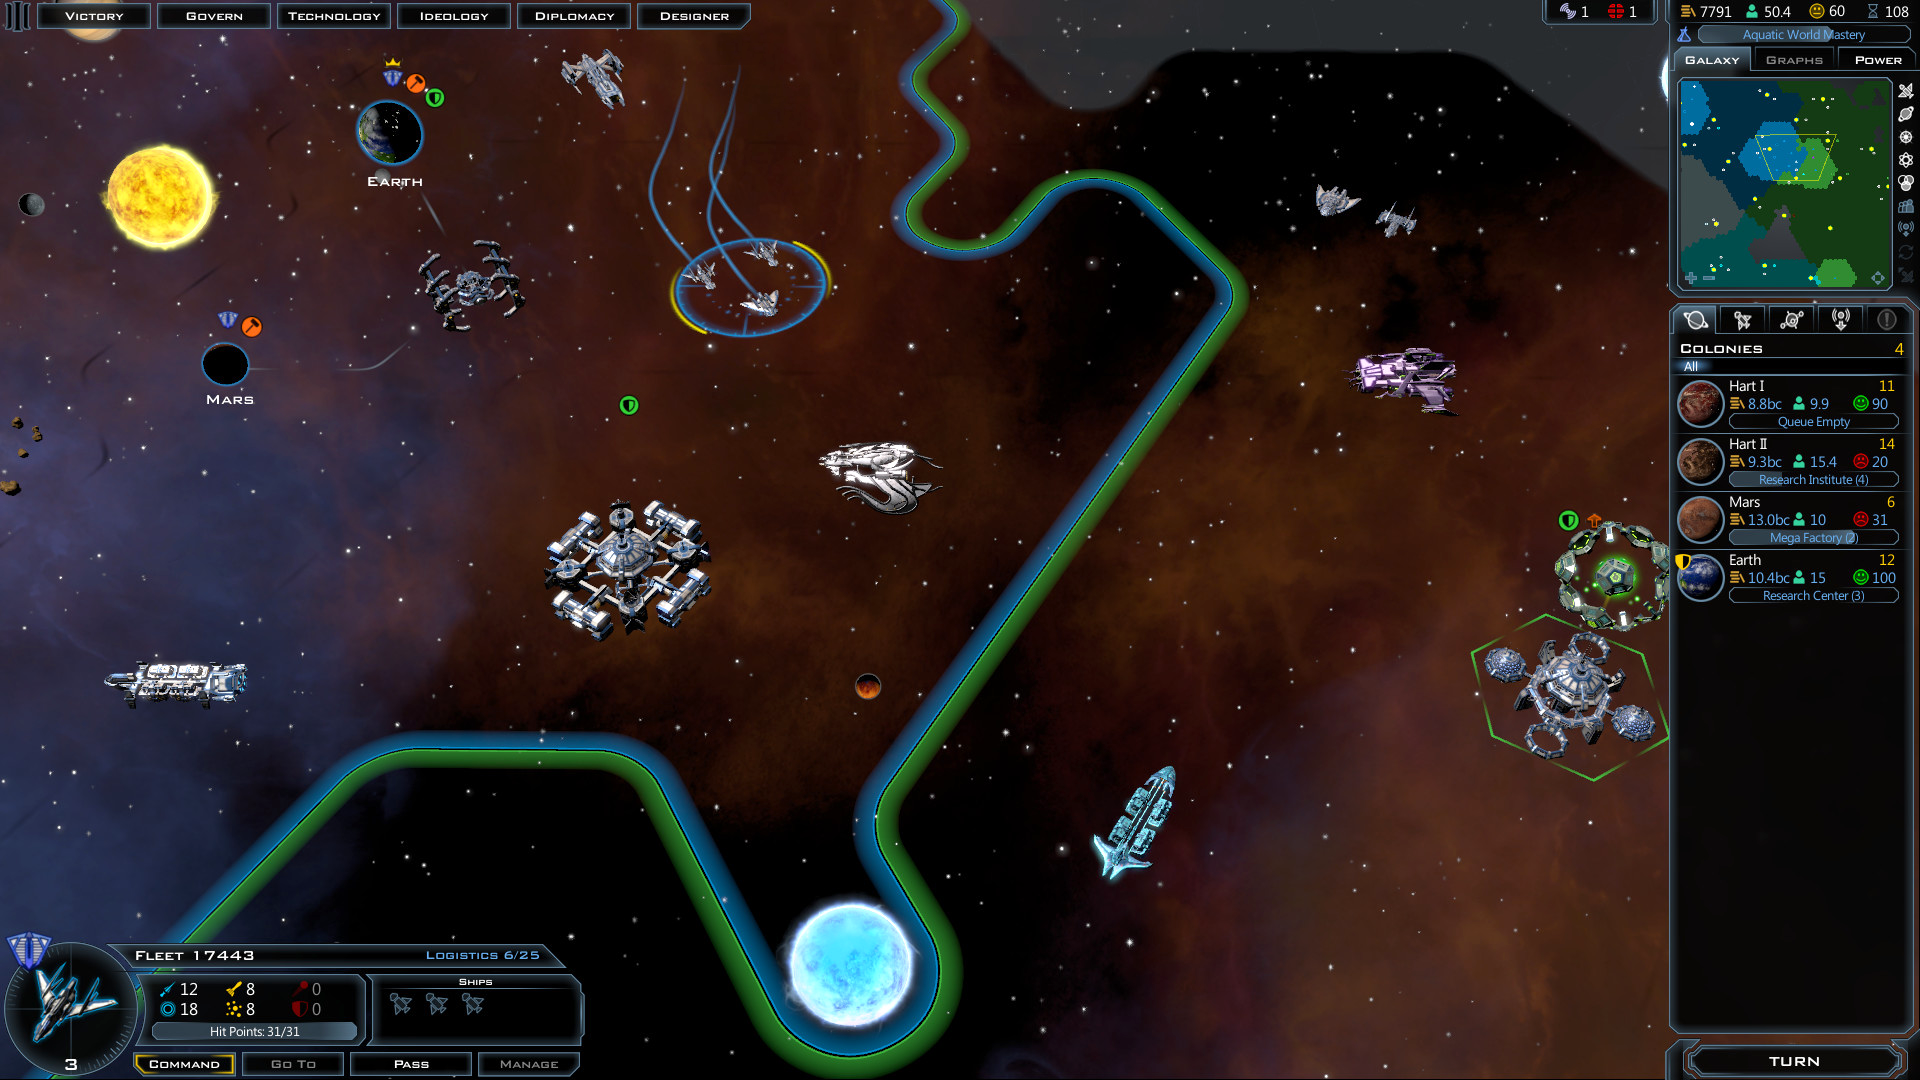 VICTORY
GOVERN
TECHNOLOGY
IDEOLOGY
DIPLOMACY
DESIGNER
1 1
7791 50.4 60 108
Aquatic World Mastery
GALAXY GRAPHS POWER
EARTH
MARS
COLONIES 4
All
Hart I 11
8.8bc 9.9 90
Queue Empty
Hart II 14
9.3bc 15.4 20
Research Institute (4)
Mars 6
13.0bc 10 31
Mega Factory (2)
Earth 12
10.4bc 15 100
Research Center (3)
FLEET 17443 LOGISTICS 6/25
12 8 0
18 8 0
Hit Points: 31/31
SHIPS
3
COMMAND GO TO PASS MANAGE
TURN